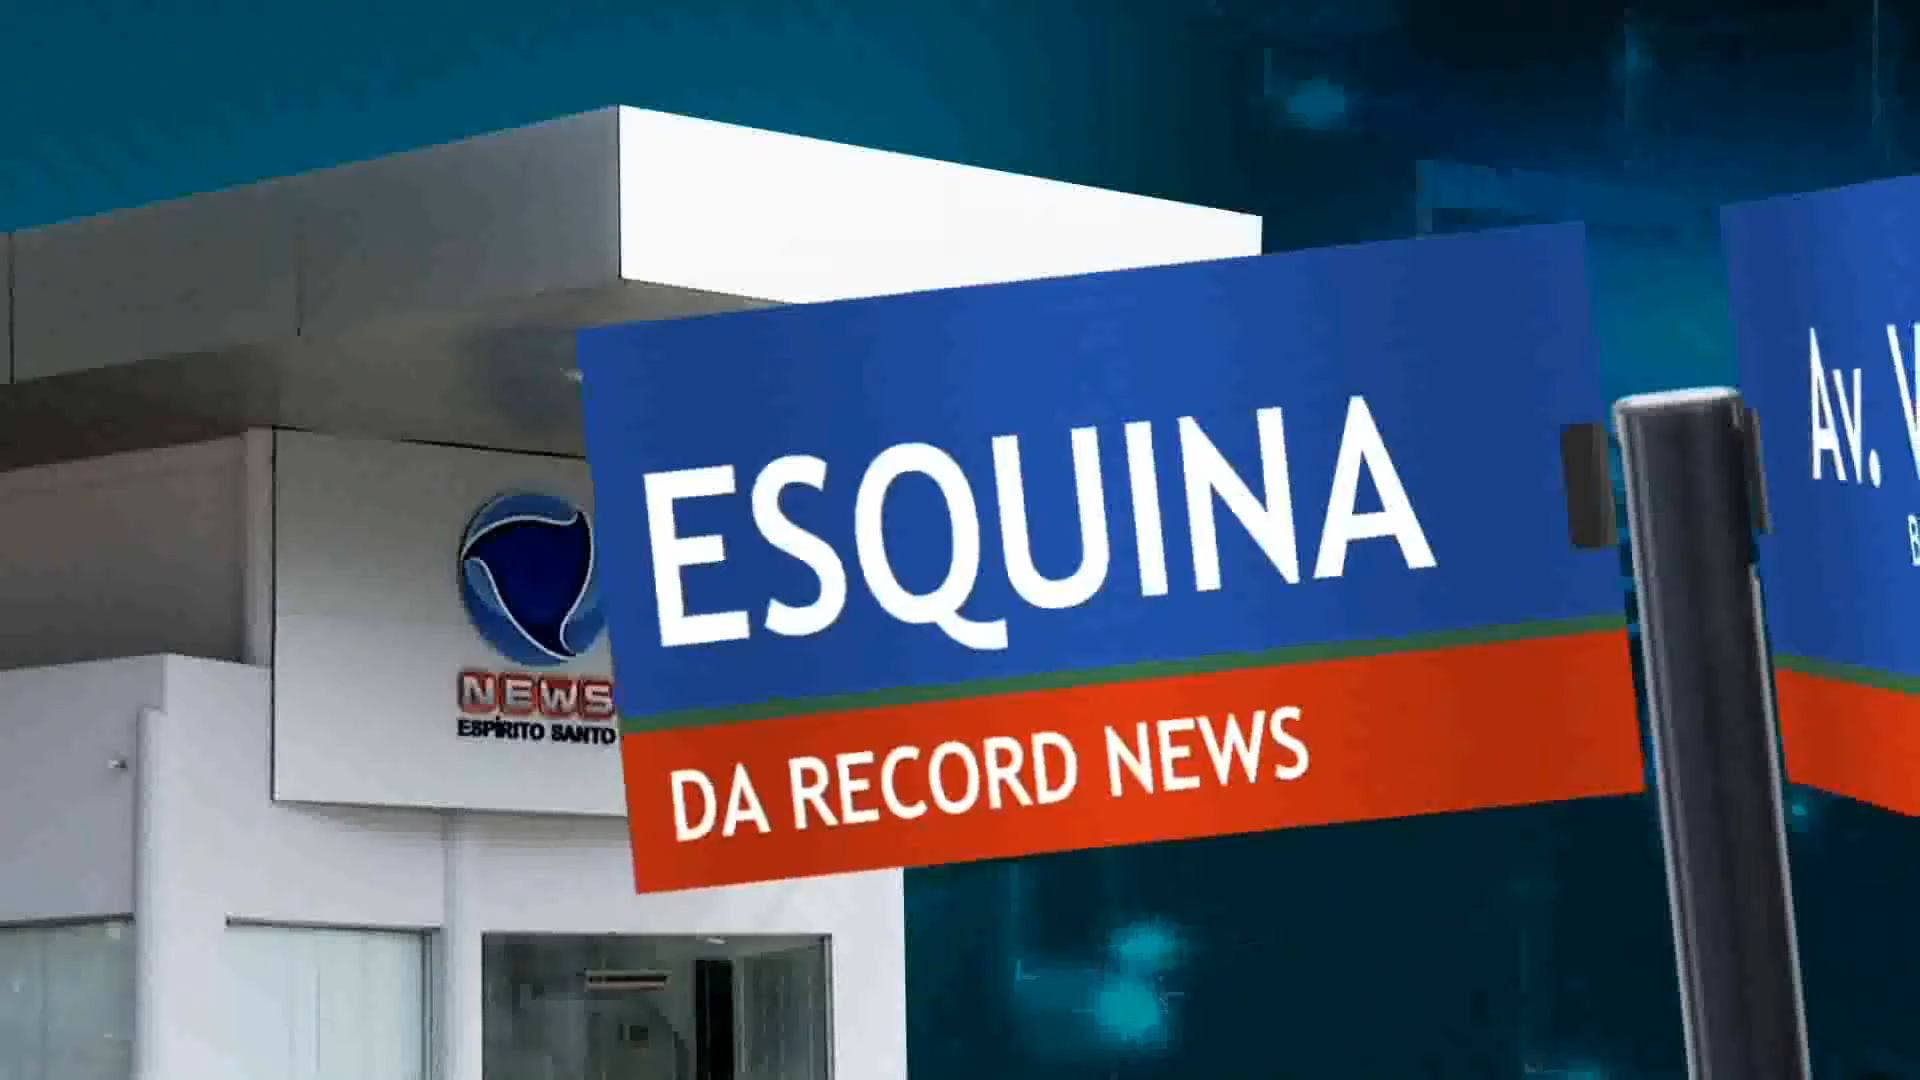 ESQUINA
DA RECORD NEWS
NEWS
ESPÍRITO SANTO
AV.